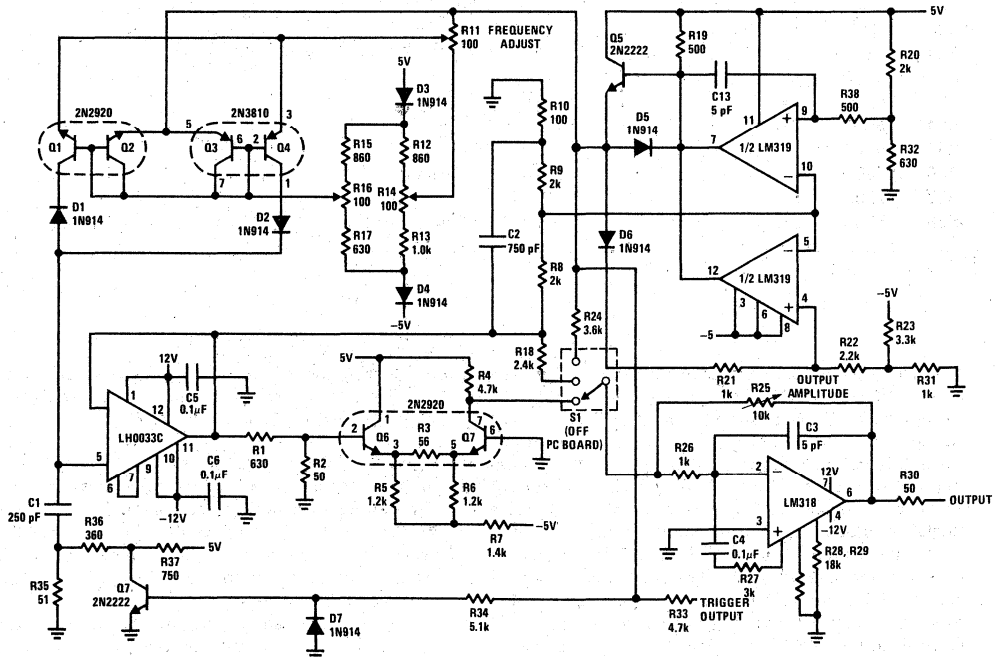 R11 FREQUENCY
100 ADJUST
5V
D3
1N914
2N2920
5
Q1
Q2
2N3810
3
Q3
6
2
Q4
7
1
D1
1N914
D2
1N914
R15
860
R12
860
R16
100
R14
100
R17
630
R13
1.0k
D4
1N914
-5V
R10
100
R9
2k
C2
750 pF
R8
2k
Q5
2N2222
R19
500
5V
R20
2k
C13
5 pF
R38
500
11
9
+
D5
1N914
7
1/2 LM319
10
−
R32
630
D6
1N914
12
1/2 LM319
5
−
4
+
3
6
8
-5
-5V
R23
3.3k
R24
3.6k
R18
2.4k
R21
1k
OUTPUT
AMPLITUDE
R22
2.2k
R31
1k
S1
(OFF
PC BOARD)
R25
10k
C3
5 pF
R26
1k
2
−
12V
7
LM318
6
3
+
4
−12V
R30
50
OUTPUT
C4
0.1µF
R27
3k
R28, R29
18k
12V
C5
0.1µF
1
12
LH0033C
11
5
10
9
7
6
C6
0.1µF
−12V
R1
630
R2
50
5V
R4
4.7k
2N2920
1
7
2
Q6
R3
56
3
5
Q7
6
R5
1.2k
R6
1.2k
R7
1.4k
-5V
C1
250 pF
R36
360
5V
R37
750
R35
51
Q7
2N2222
D7
1N914
R34
5.1k
R33
4.7k
TRIGGER
OUTPUT